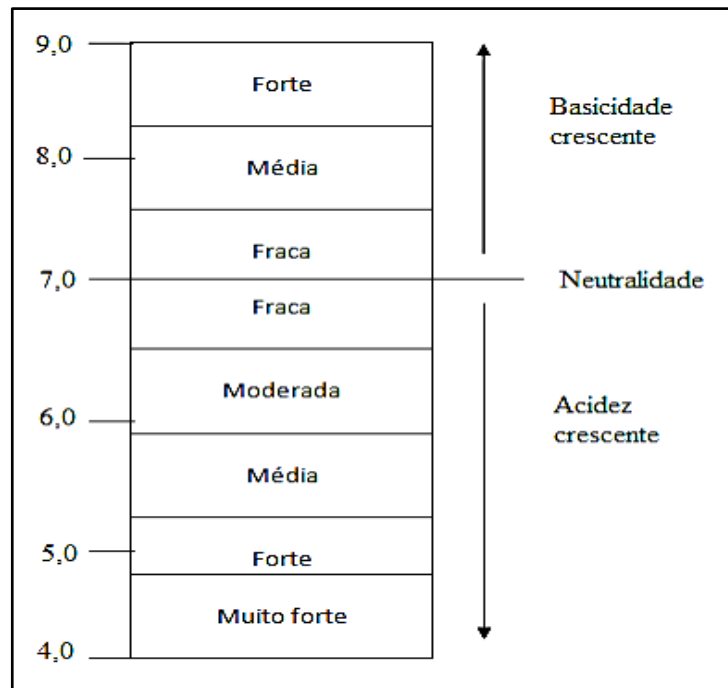 9,0
Forte
Basicidade
crescente
8,0
Média
Fraca
7,0
Neutralidade
Fraca
Moderada
6,0
Acidez
crescente
Média
5,0
Forte
Muito forte
4,0